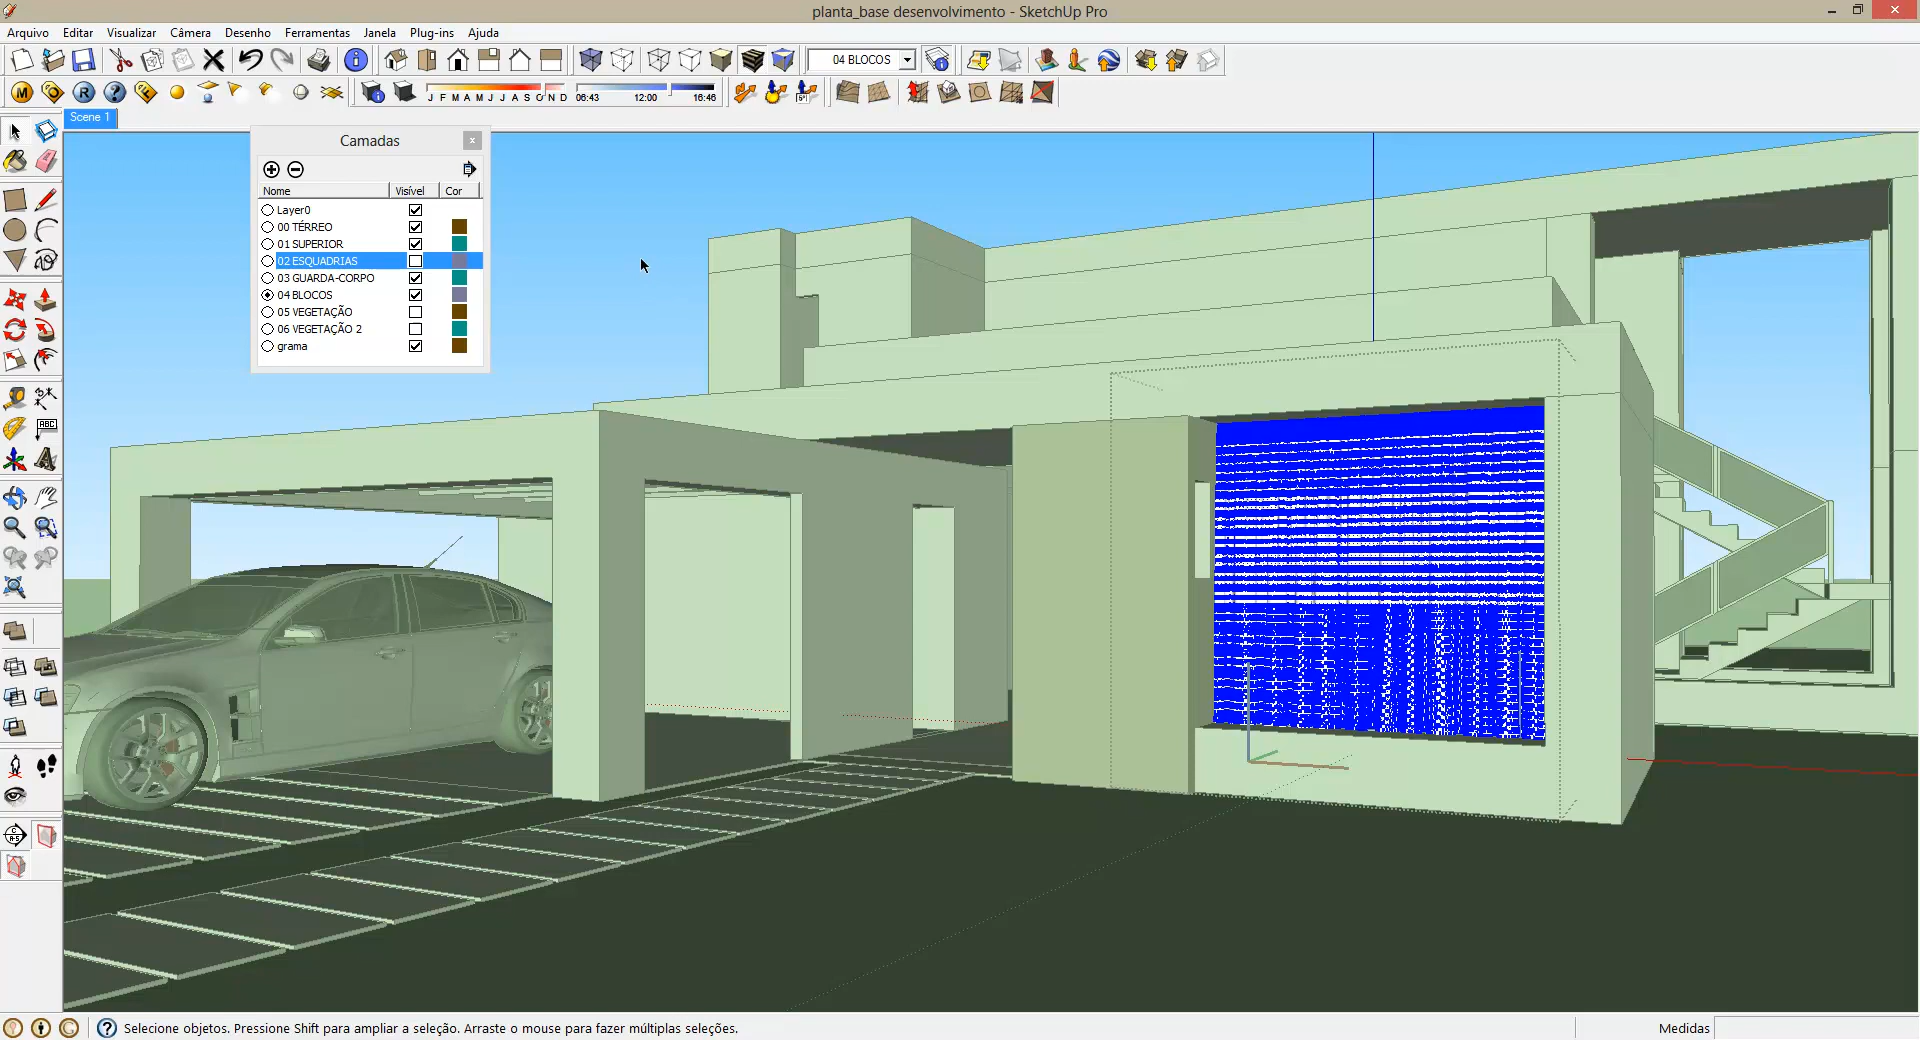 planta_base desenvolvimento - SketchUp Pro
Arquivo Editar Visualizar Câmera Desenho Ferramentas Janela Plug-ins Ajuda
04 BLOCOS
J F M A M J J A S O N D 06:43 12:00 16:46
Scene 1
Camadas
Nome Visível Cor
Layer0
00 TÉRREO
01 SUPERIOR
02 ESQUADRIAS
03 GUARDA-CORPO
04 BLOCOS
05 VEGETAÇÃO
06 VEGETAÇÃO 2
grama
ABC
Selecione objetos. Pressione Shift para ampliar a seleção. Arraste o mouse para fazer múltiplas seleções.
Medidas